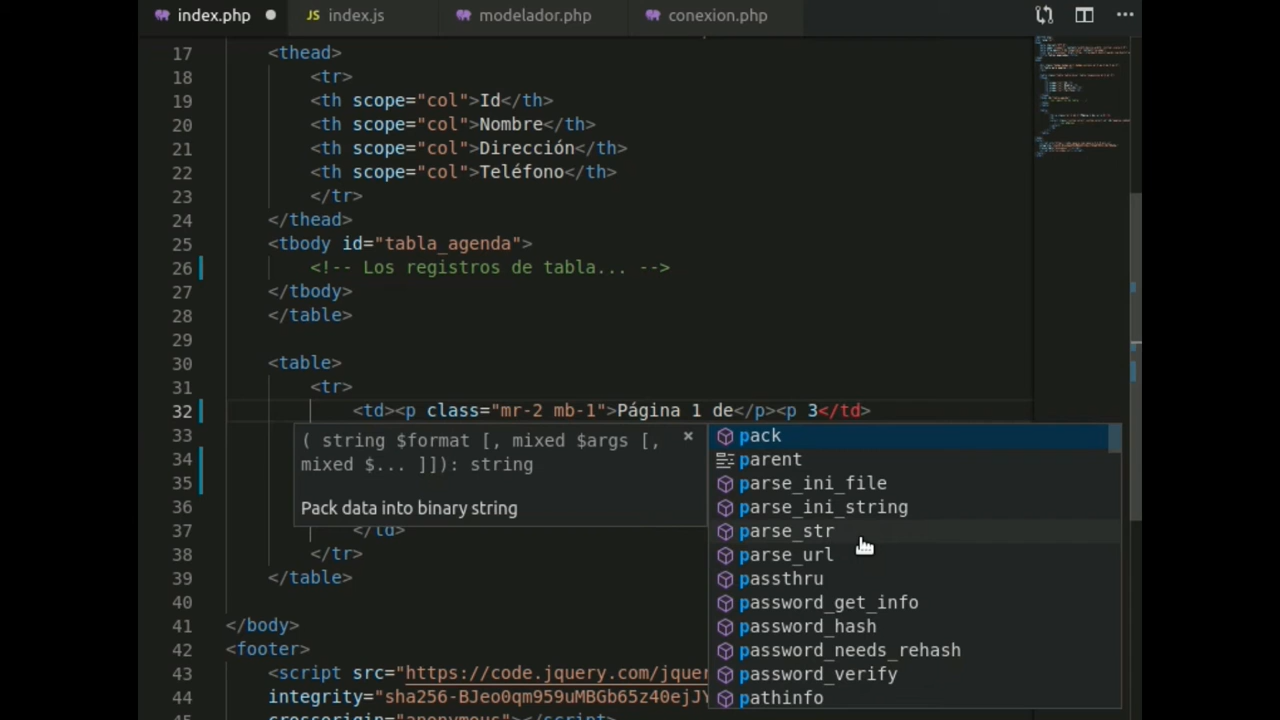 index.php
JS index.js
modelador.php
conexion.php
17 <thead>
18 <tr>
19 <th scope="col">Id</th>
20 <th scope="col">Nombre</th>
21 <th scope="col">Dirección</th>
22 <th scope="col">Teléfono</th>
23 </tr>
24 </thead>
25 <tbody id="tabla_agenda">
26 <!-- Los registros de tabla... -->
27 </tbody>
28 </table>
29
30 <table>
31 <tr>
32 <td><p class="mr-2 mb-1">Página 1 de</p><p 3</td>
33
34
35
36
37 </td>
38 </tr>
39 </table>
40
41 </body>
42 <footer>
43 <script src="https://code.jquery.com/jquer
44 integrity="sha256-BJeo0qm959uMBGb65z40ejJY
45 crossorigin="anonymous"></script>
( string $format [, mixed $args [,
mixed $... ]]): string
Pack data into binary string
pack
parent
parse_ini_file
parse_ini_string
parse_str
parse_url
passthru
password_get_info
password_hash
password_needs_rehash
password_verify
pathinfo